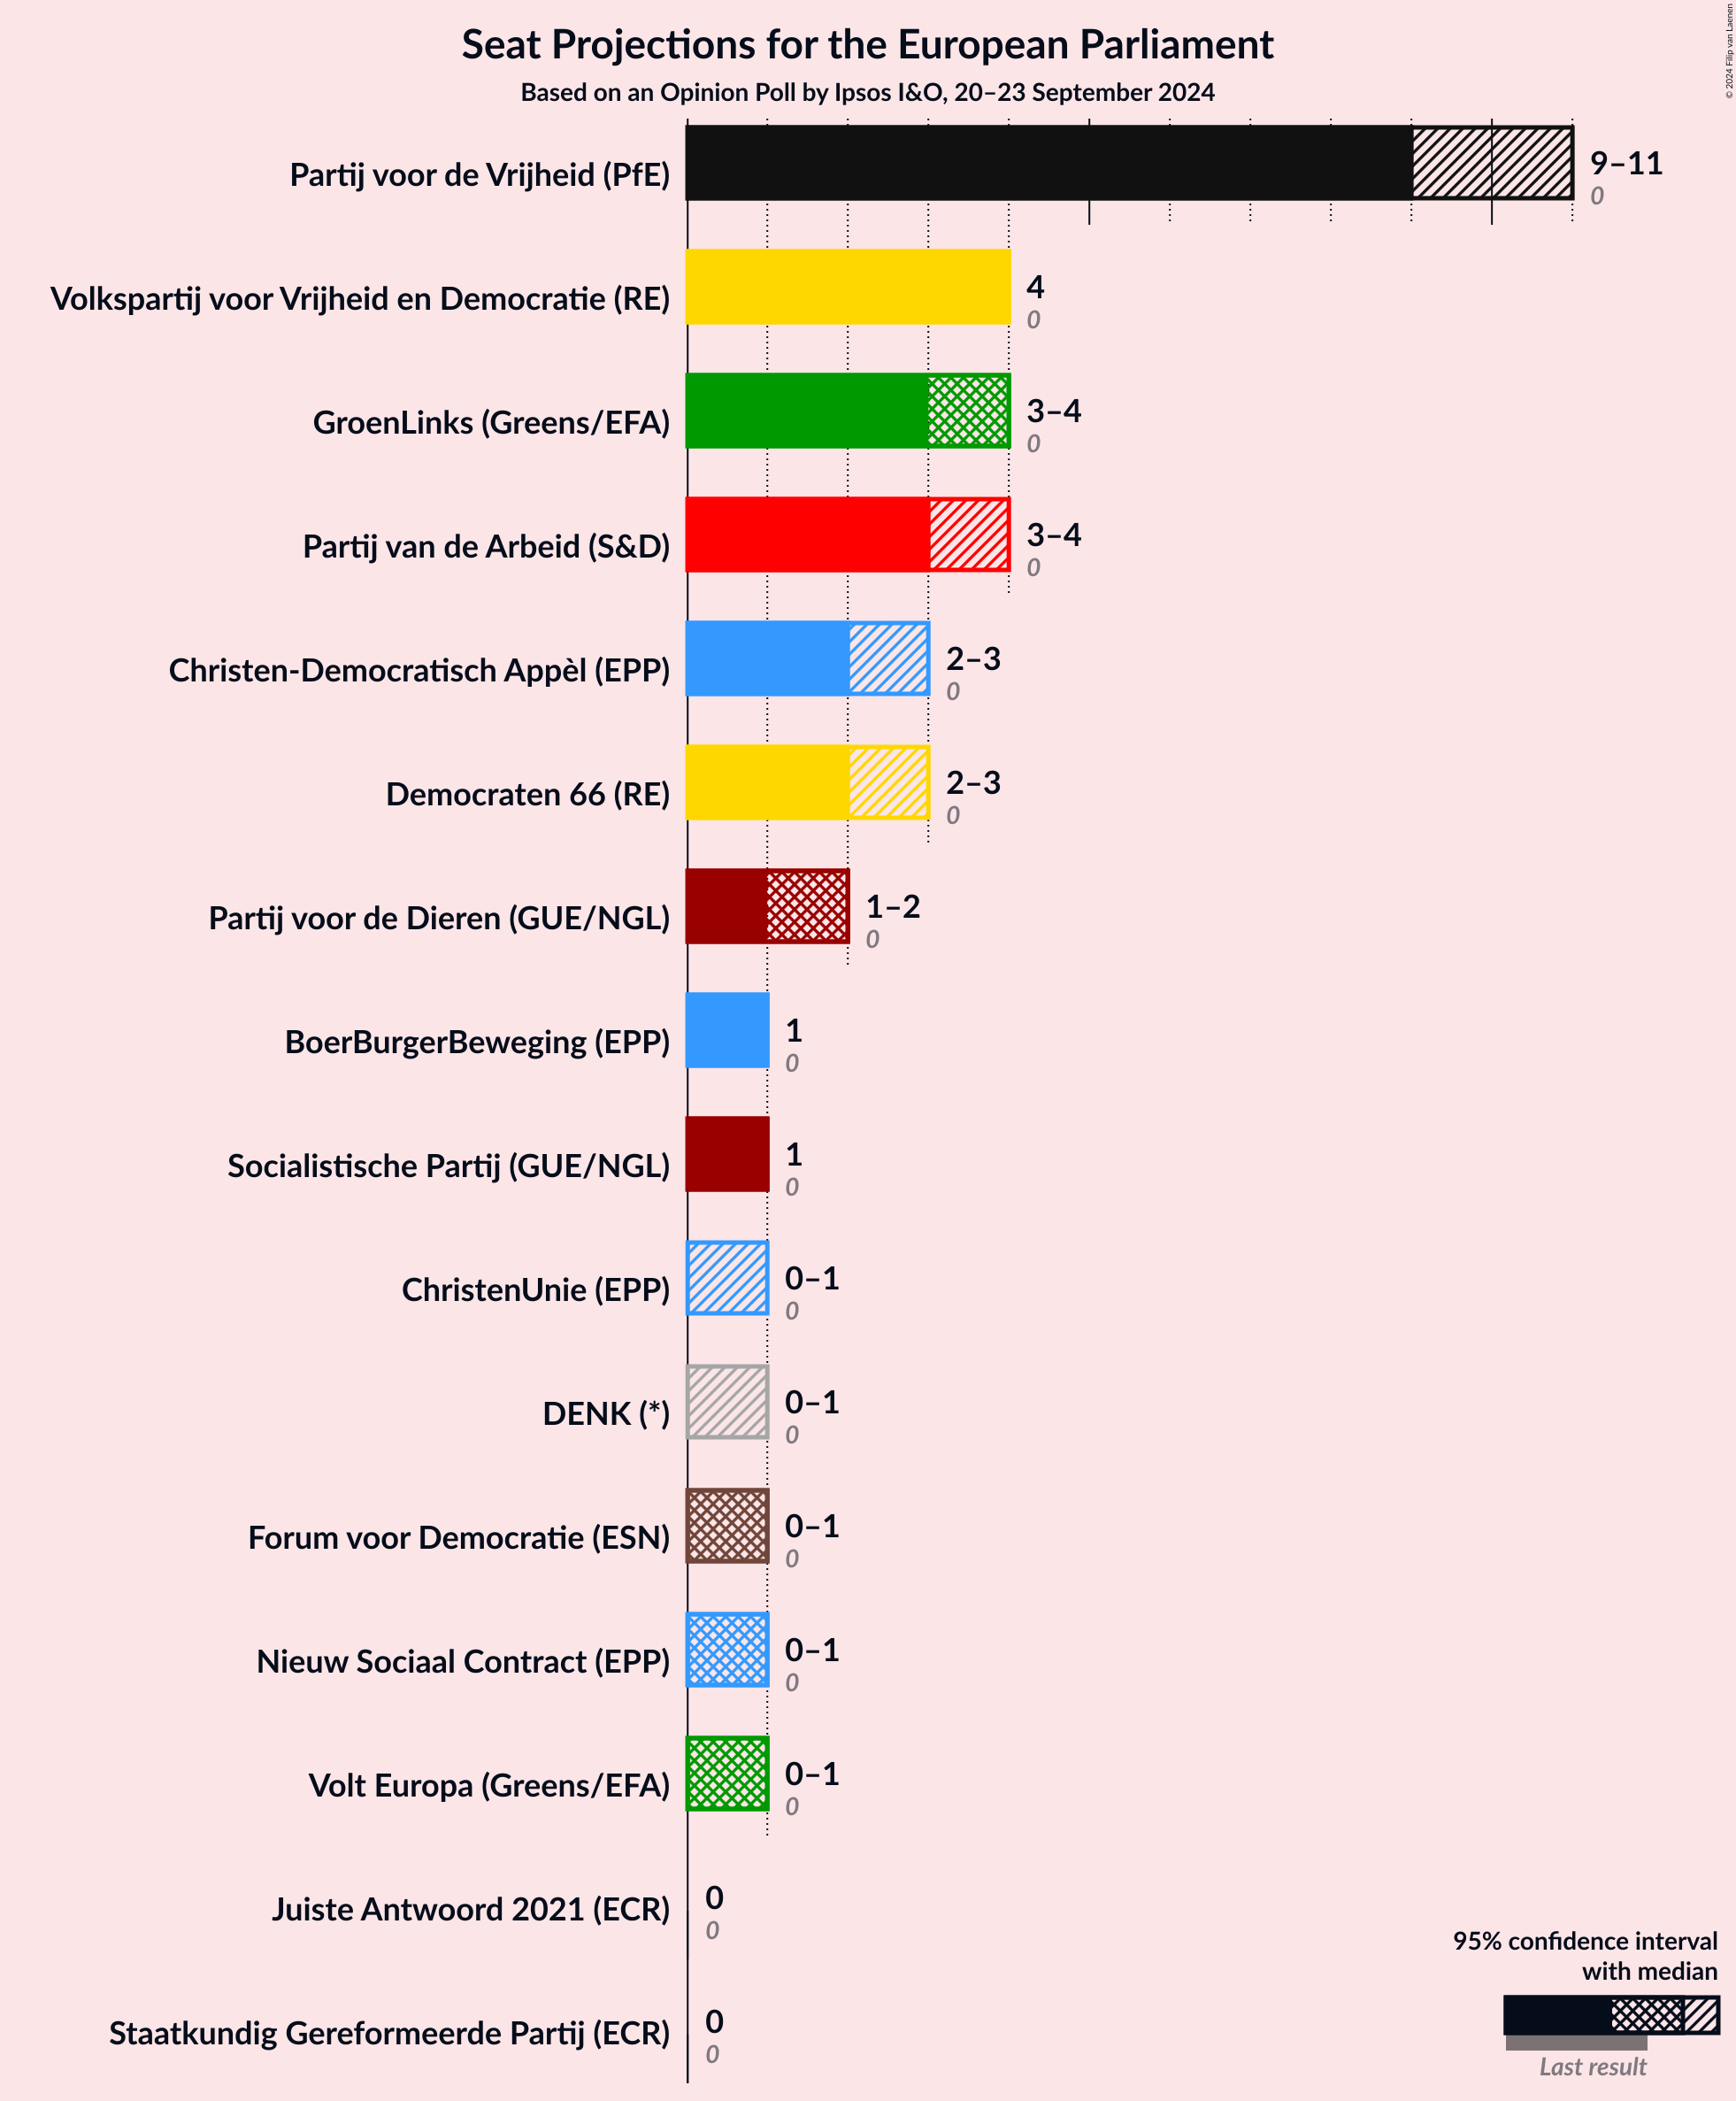 Seat Projections for the European Parliament
Based on an Opinion Poll by Ipsos I&O, 20–23 September 2024
© 2024 Filip van Laenen
Partij voor de Vrijheid (PfE)
9–11
0
Volkspartij voor Vrijheid en Democratie (RE)
4
0
GroenLinks (Greens/EFA)
3–4
0
Partij van de Arbeid (S&D)
3–4
0
Christen-Democratisch Appèl (EPP)
2–3
0
Democraten 66 (RE)
2–3
0
Partij voor de Dieren (GUE/NGL)
1–2
0
BoerBurgerBeweging (EPP)
1
0
Socialistische Partij (GUE/NGL)
1
0
ChristenUnie (EPP)
0–1
0
DENK (*)
0–1
0
Forum voor Democratie (ESN)
0–1
0
Nieuw Sociaal Contract (EPP)
0–1
0
Volt Europa (Greens/EFA)
0–1
0
Juiste Antwoord 2021 (ECR)
0
0
Staatkundig Gereformeerde Partij (ECR)
0
0
95% confidence interval
with median
Last result